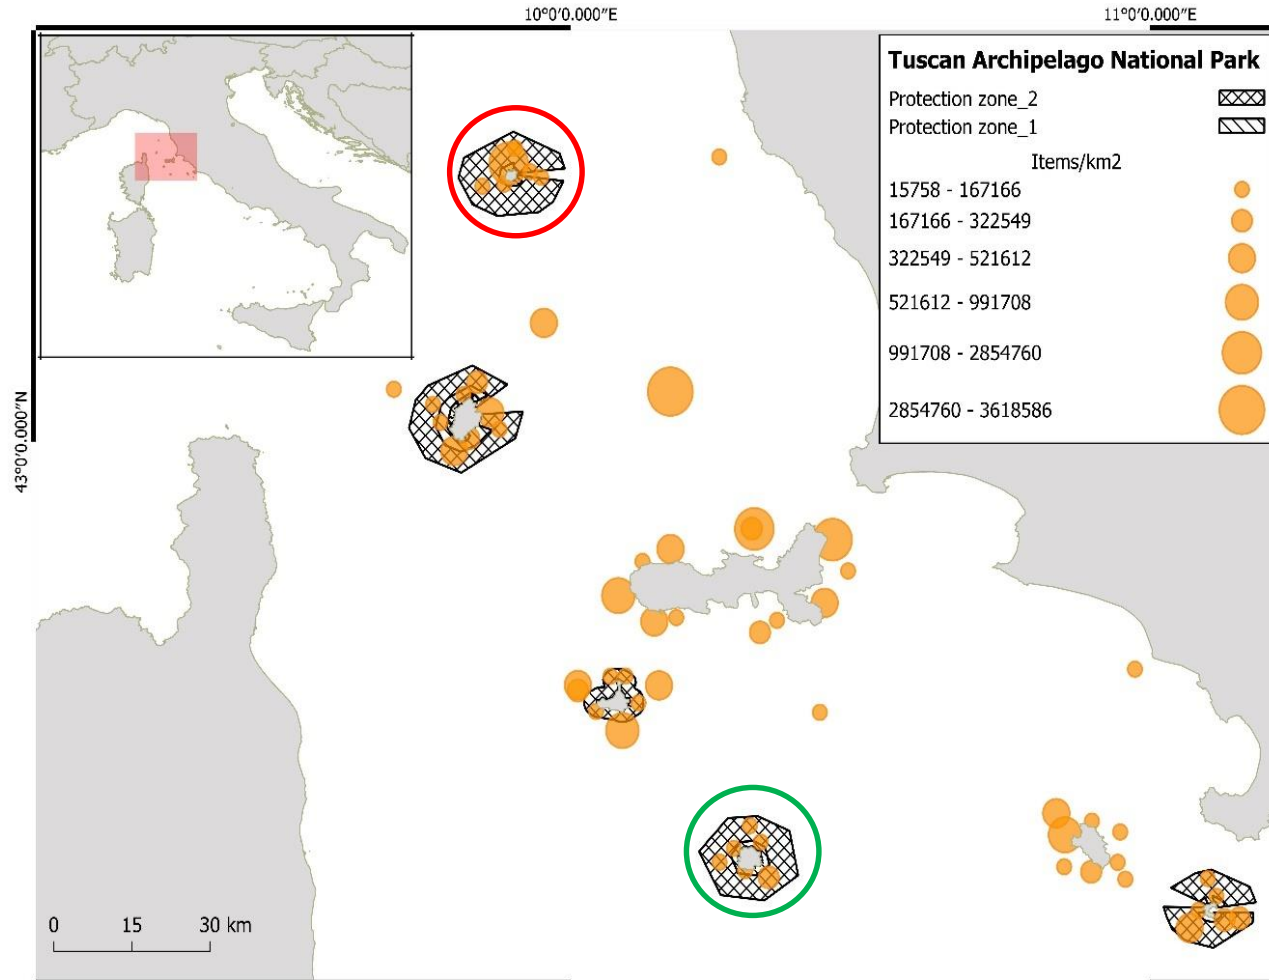 10°0'0.000"E
11°0'0.000"E
Tuscan Archipelago National Park
Protection zone_2
Protection zone_1
Items/km2
15758 - 167166
167166 - 322549
322549 - 521612
521612 - 991708
991708 - 2854760
2854760 - 3618586
43°0'0.000"N
0 15 30 km